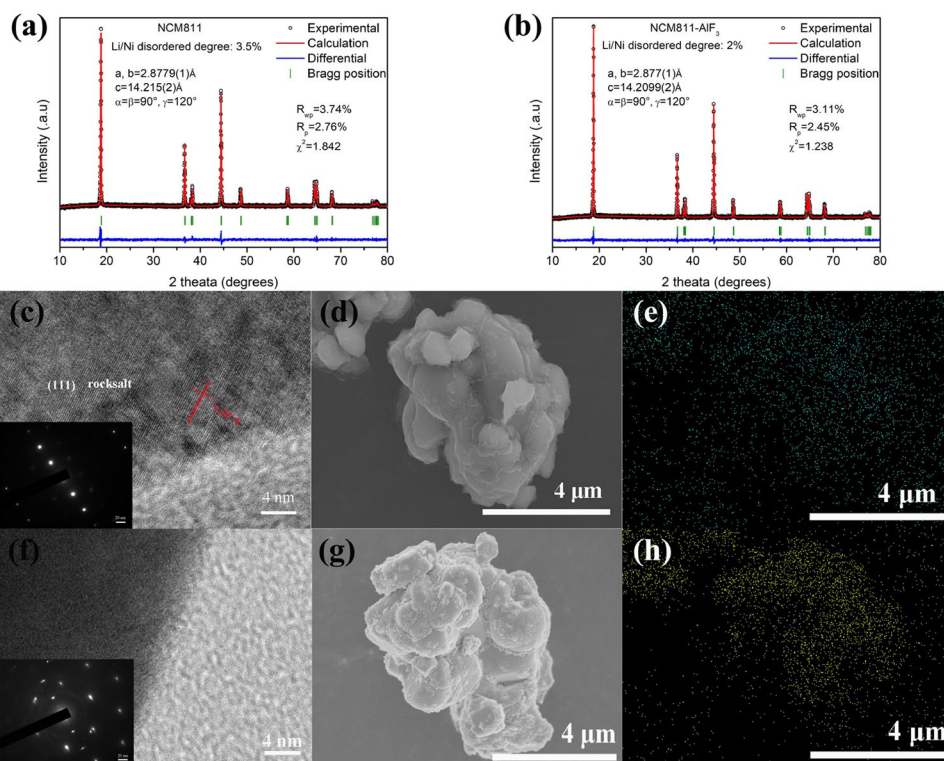 (a)
NCM811
Li/Ni disordered degree: 3.5%
Experimental
Calculation
Differential
Bragg position
a, b=2.8779(1)Å
c=14.215(2)Å
α=β=90°, γ=120°
Rwp=3.74%
Rp=2.76%
χ²=1.842
Intensity (.a.u)
10 20 30 40 50 60 70 80
2 theata (degrees)
(b)
NCM811-AlF3
Li/Ni disordered degree: 2%
Experimental
Calculation
Differential
Bragg position
a, b=2.877(1)Å
c=14.2099(2)Å
α=β=90°, γ=120°
Rwp=3.11%
Rp=2.45%
χ²=1.238
Intensity (.a.u)
10 20 30 40 50 60 70 80
2 theata (degrees)
(c)
(111) rocksalt
4 nm
(d)
4 μm
(e)
4 μm
(f)
4 nm
(g)
4 μm
(h)
4 μm